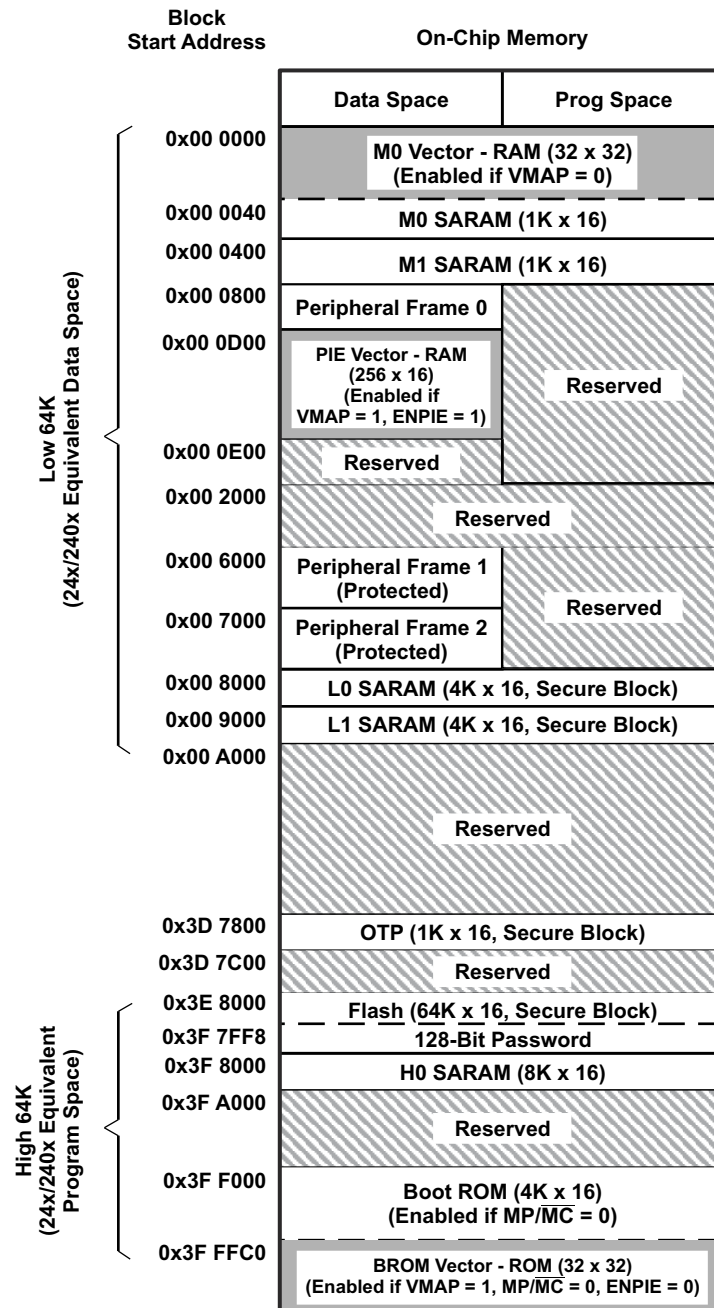 Block
Start Address
On-Chip Memory
Data Space
Prog Space
0x00 0000
M0 Vector - RAM (32 x 32)
(Enabled if VMAP = 0)
0x00 0040
M0 SARAM (1K x 16)
0x00 0400
M1 SARAM (1K x 16)
0x00 0800
Peripheral Frame 0
Reserved
0x00 0D00
PIE Vector - RAM
(256 x 16)
(Enabled if
VMAP = 1, ENPIE = 1)
0x00 0E00
Reserved
0x00 2000
Reserved
0x00 6000
Peripheral Frame 1
(Protected)
Reserved
0x00 7000
Peripheral Frame 2
(Protected)
0x00 8000
L0 SARAM (4K x 16, Secure Block)
0x00 9000
L1 SARAM (4K x 16, Secure Block)
0x00 A000
Reserved
Low 64K
(24x/240x Equivalent Data Space)
0x3D 7800
OTP (1K x 16, Secure Block)
0x3D 7C00
Reserved
0x3E 8000
Flash (64K x 16, Secure Block)
0x3F 7FF8
128-Bit Password
0x3F 8000
H0 SARAM (8K x 16)
0x3F A000
Reserved
0x3F F000
Boot ROM (4K x 16)
(Enabled if MP/MC = 0)
0x3F FFC0
BROM Vector - ROM (32 x 32)
(Enabled if VMAP = 1, MP/MC = 0, ENPIE = 0)
High 64K
(24x/240x Equivalent
Program Space)